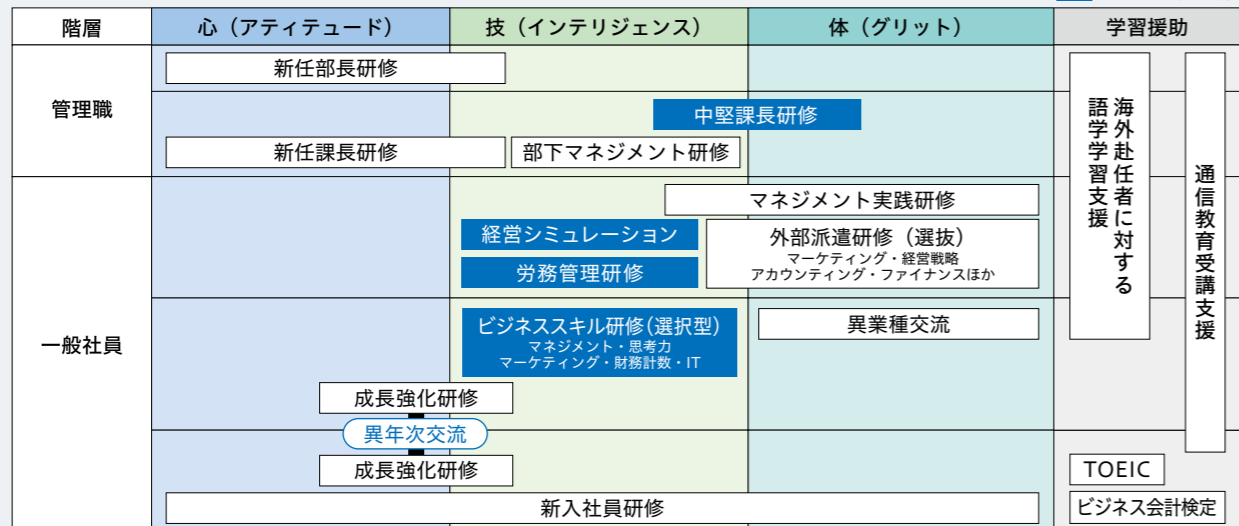 階層
心（アティテュード）
技（インテリジェンス）
体（グリット）
学習援助
管理職
新任部長研修
中堅課長研修
新任課長研修
部下マネジメント研修
海外赴任者に対する
語学学習支援
通信教育受講支援
一般社員
マネジメント実践研修
経営シミュレーション
労務管理研修
外部派遣研修（選抜）
マーケティング・経営戦略
アカウンティング・ファイナンスほか
ビジネススキル研修（選択型）
マネジメント・思考力
マーケティング・財務計数・IT
異業種交流
成長強化研修
異年次交流
成長強化研修
新入社員研修
TOEIC
ビジネス会計検定